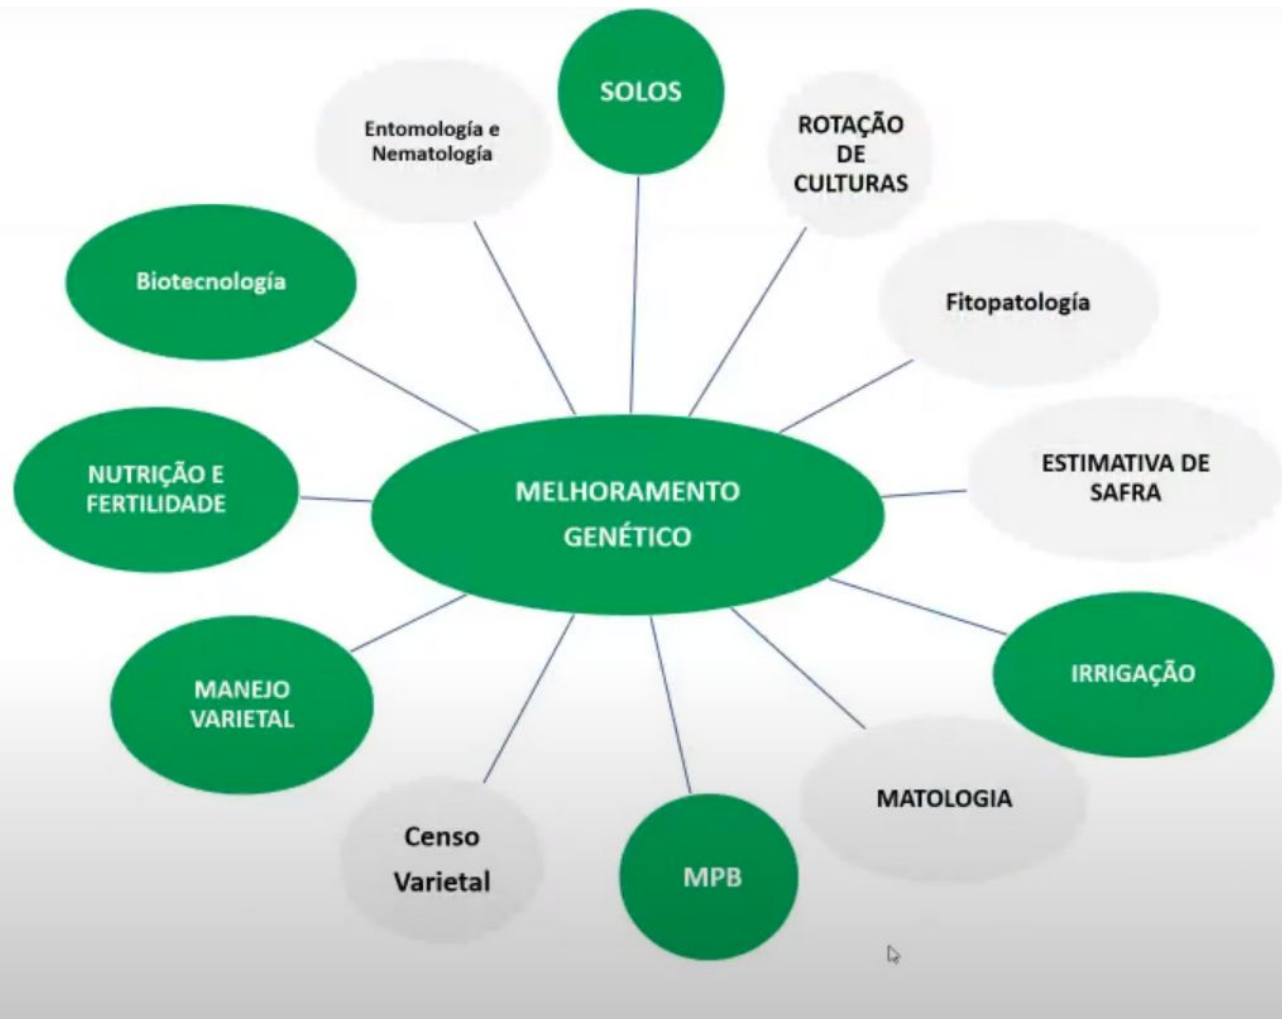 SOLOS
Entomología e
Nematología
ROTAÇÃO
DE
CULTURAS
Biotecnología
Fitopatología
NUTRIÇÃO E
FERTILIDADE
MELHORAMENTO
GENÉTICO
ESTIMATIVA DE
SAFRA
MANEJO
VARIETAL
IRRIGAÇÃO
Censo
Varietal
MPB
MATOLOGIA